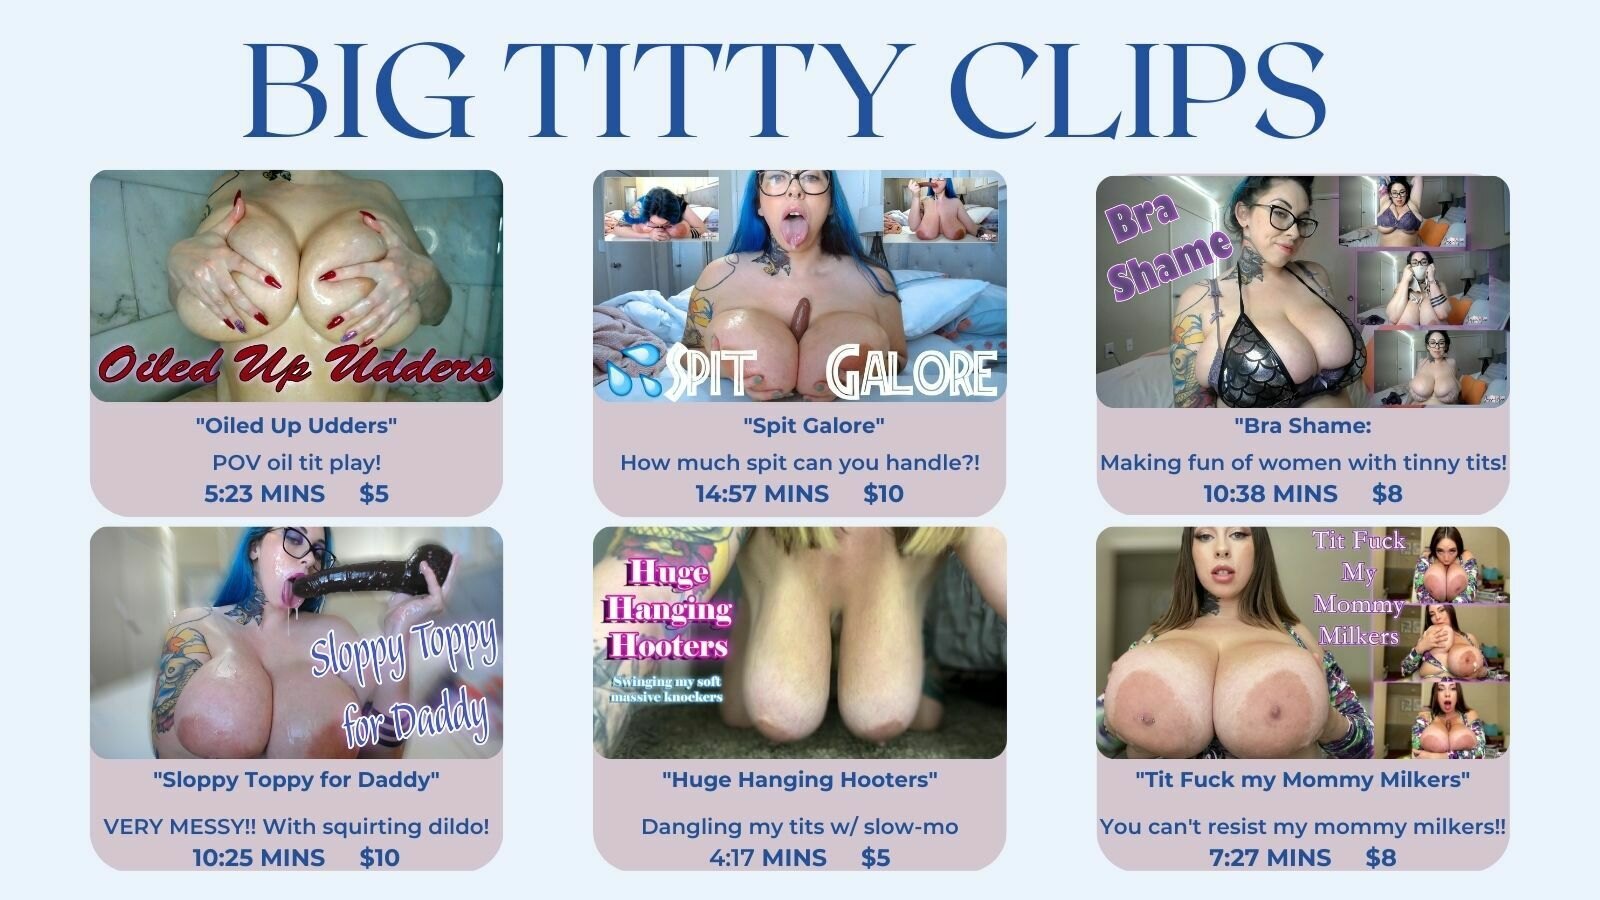 BIG TITTY CLIPS
Oiled Up Udders
"Oiled Up Udders"
POV oil tit play!
5:23 MINS $5
SPIT GALORE
"Spit Galore"
How much spit can you handle?!
14:57 MINS $10
Bra
Shame
"Bra Shame:
Making fun of women with tinny tits!
10:38 MINS $8
Sloppy Toppy
for Daddy
"Sloppy Toppy for Daddy"
VERY MESSY!! With squirting dildo!
10:25 MINS $10
Huge
Hanging
Hooters
Swinging my soft
massive knockers
"Huge Hanging Hooters"
Dangling my tits w/ slow-mo
4:17 MINS $5
Tit Fuck
My
Mommy
Milkers
"Tit Fuck my Mommy Milkers"
You can't resist my mommy milkers!!
7:27 MINS $8